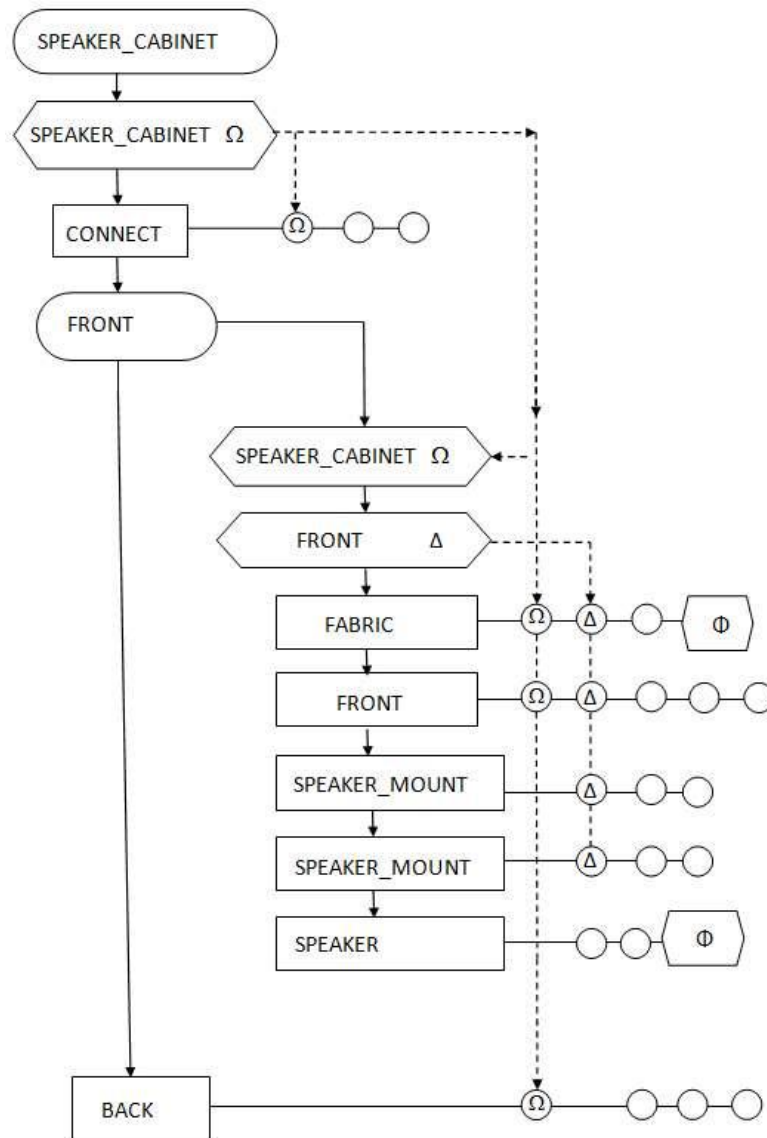 SPEAKER_CABINET
SPEAKER_CABINET Ω
CONNECT Ω
FRONT
SPEAKER_CABINET Ω
FRONT Δ
FABRIC Ω Δ Φ
FRONT Ω Δ
SPEAKER_MOUNT Δ
SPEAKER_MOUNT Δ
SPEAKER Φ
BACK Ω